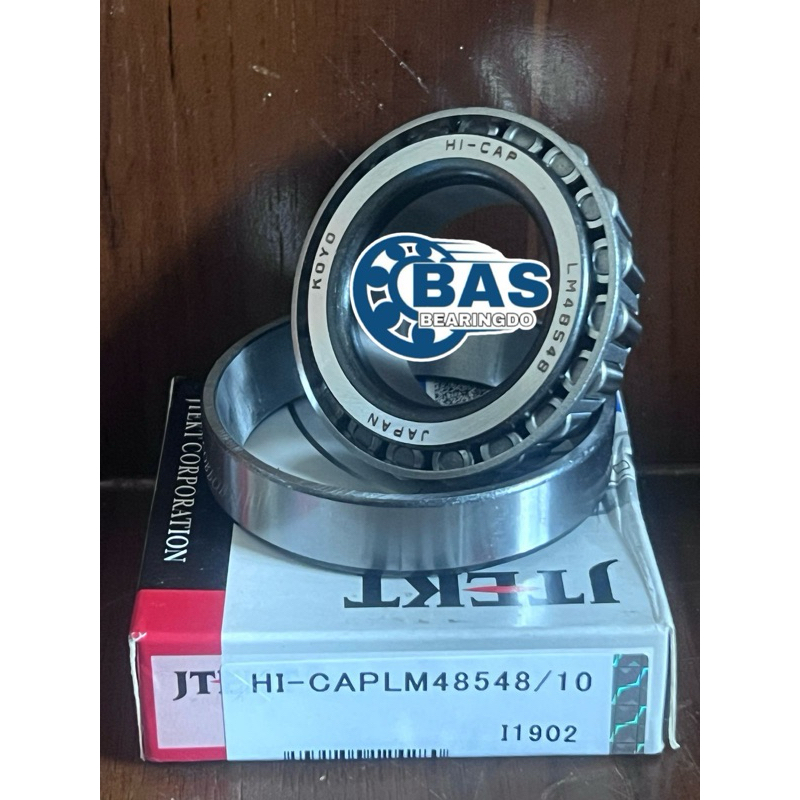 HI-CAP
KOYO
LM48548
JAPAN
BAS
BEARINGDO
JTEKT CORPORATION
JTEKT
HI-CAPLM48548/10
I1902